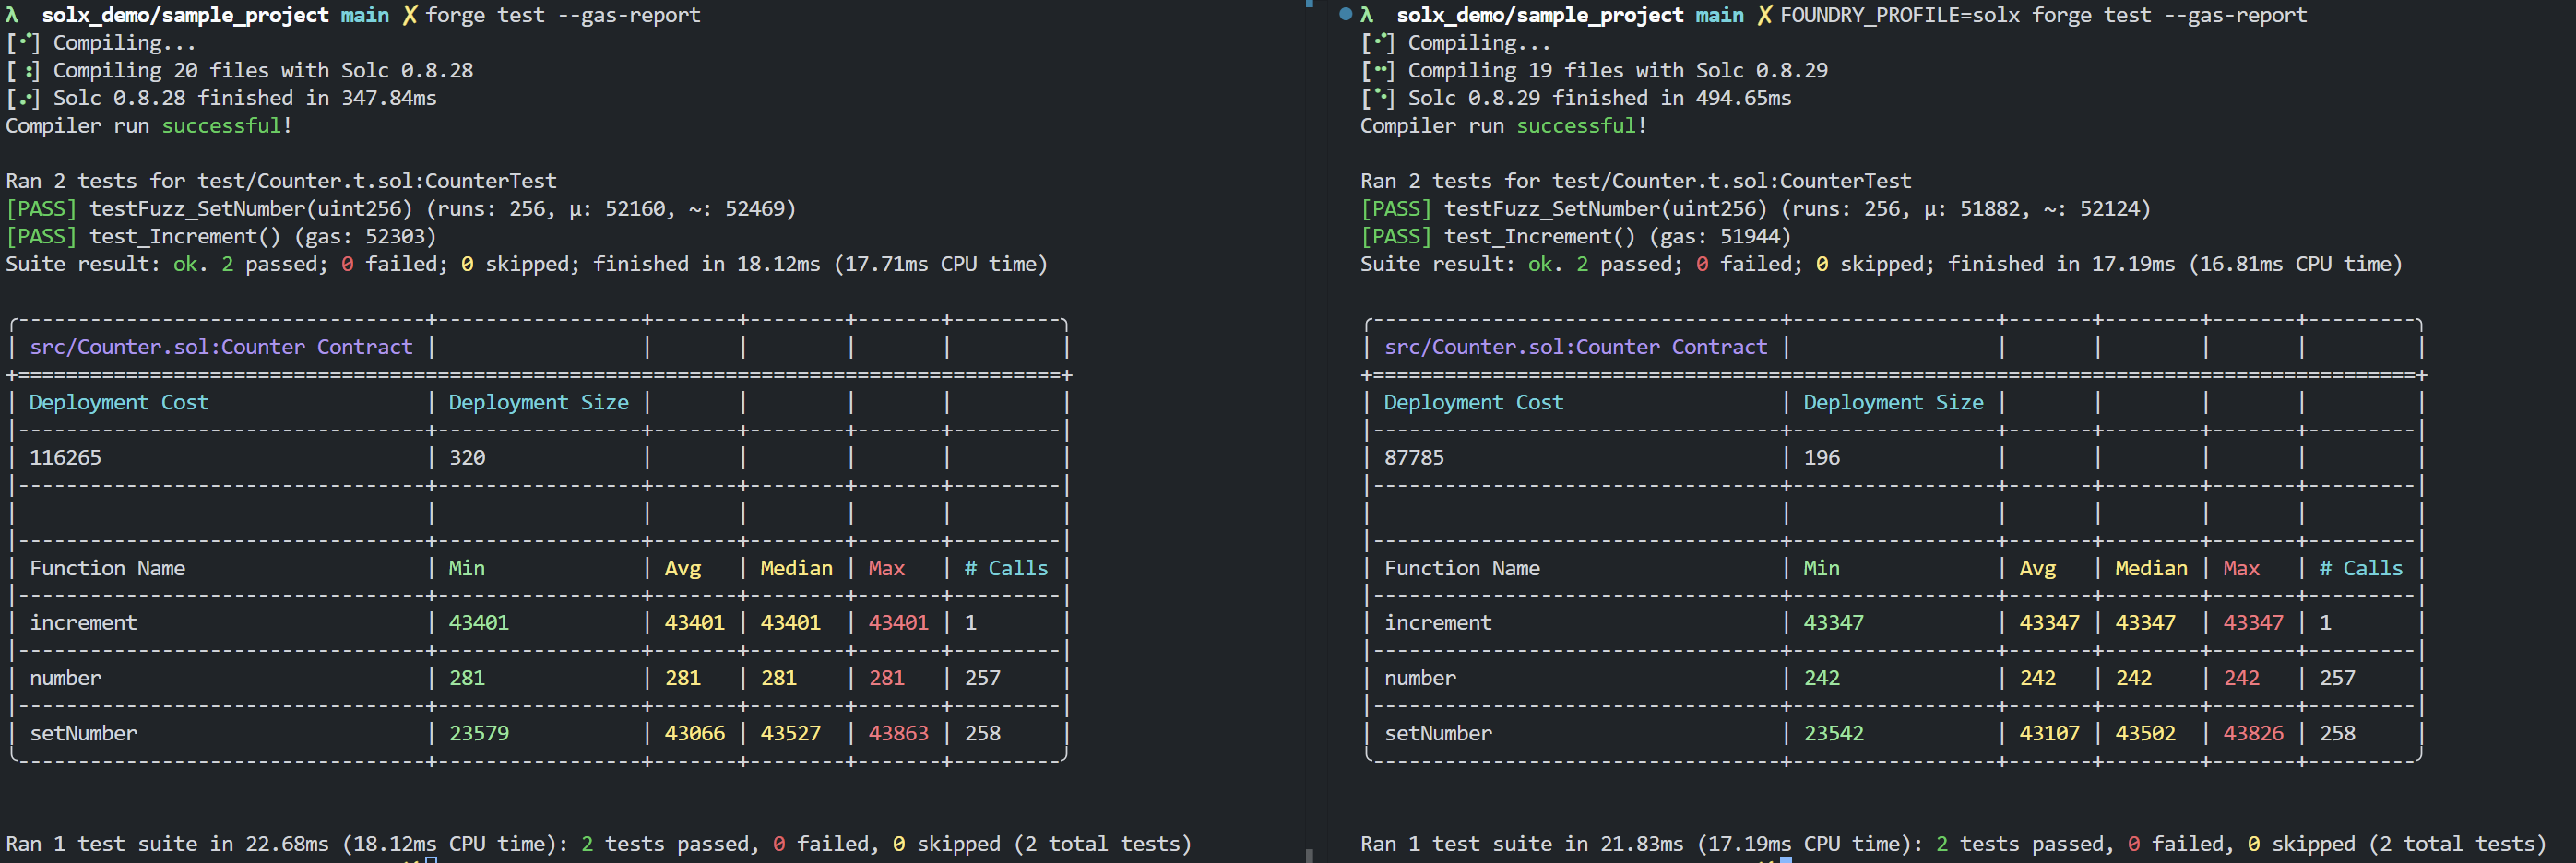 λ solx_demo/sample_project main ✗ forge test --gas-report
[⠊] Compiling...
[⠘] Compiling 20 files with Solc 0.8.28
[⠔] Solc 0.8.28 finished in 347.84ms
Compiler run successful!
Ran 2 tests for test/Counter.t.sol:CounterTest
[PASS] testFuzz_SetNumber(uint256) (runs: 256, μ: 52160, ~: 52469)
[PASS] test_Increment() (gas: 52303)
Suite result: ok. 2 passed; 0 failed; 0 skipped; finished in 18.12ms (17.71ms CPU time)
| src/Counter.sol:Counter Contract | | | | | |
| Deployment Cost | Deployment Size | | | | |
| 116265 | 320 | | | | |
| Function Name | Min | Avg | Median | Max | # Calls |
| increment | 43401 | 43401 | 43401 | 43401 | 1 |
| number | 281 | 281 | 281 | 281 | 257 |
| setNumber | 23579 | 43066 | 43527 | 43863 | 258 |
Ran 1 test suite in 22.68ms (18.12ms CPU time): 2 tests passed, 0 failed, 0 skipped (2 total tests)
λ solx_demo/sample_project main ✗ FOUNDRY_PROFILE=solx forge test --gas-report
[⠊] Compiling...
[⠒] Compiling 19 files with Solc 0.8.29
[⠑] Solc 0.8.29 finished in 494.65ms
Compiler run successful!
Ran 2 tests for test/Counter.t.sol:CounterTest
[PASS] testFuzz_SetNumber(uint256) (runs: 256, μ: 51882, ~: 52124)
[PASS] test_Increment() (gas: 51944)
Suite result: ok. 2 passed; 0 failed; 0 skipped; finished in 17.19ms (16.81ms CPU time)
| src/Counter.sol:Counter Contract | | | | | |
| Deployment Cost | Deployment Size | | | | |
| 87785 | 196 | | | | |
| Function Name | Min | Avg | Median | Max | # Calls |
| increment | 43347 | 43347 | 43347 | 43347 | 1 |
| number | 242 | 242 | 242 | 242 | 257 |
| setNumber | 23542 | 43107 | 43502 | 43826 | 258 |
Ran 1 test suite in 21.83ms (17.19ms CPU time): 2 tests passed, 0 failed, 0 skipped (2 total tests)